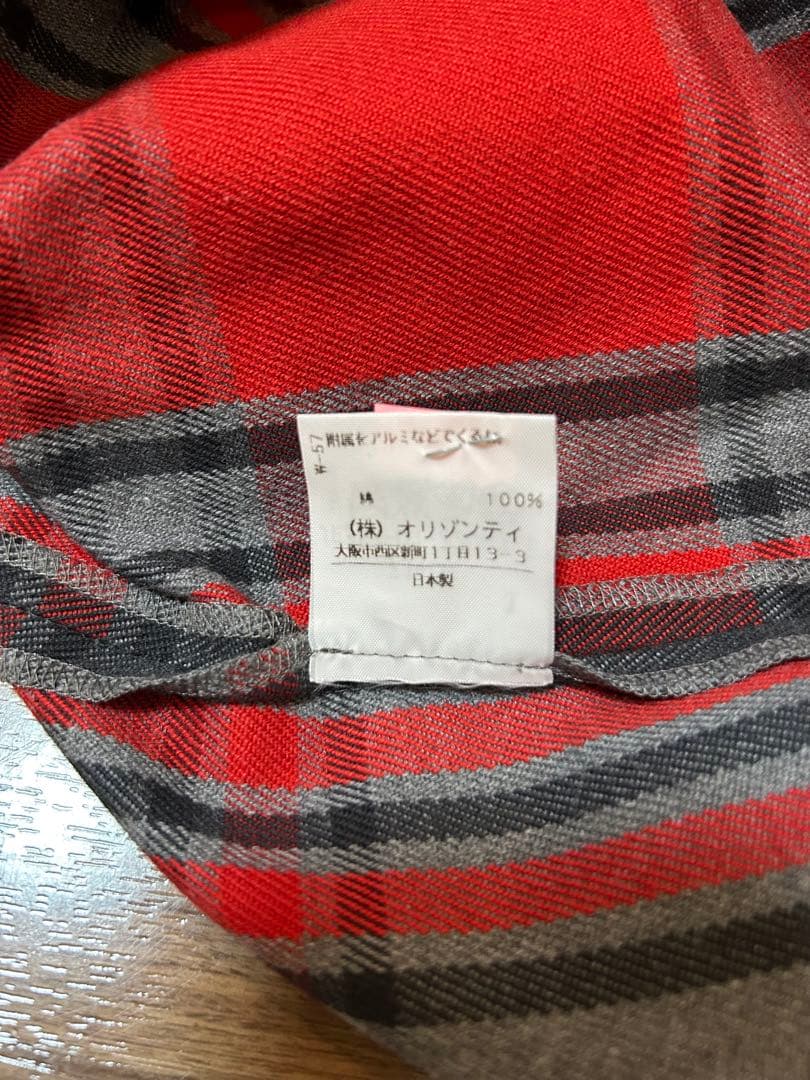 W-57
附属をアルミなどでくるむ
綿 100%
(株) オリゾンティ
大阪市西区新町1丁目13-3
日本製